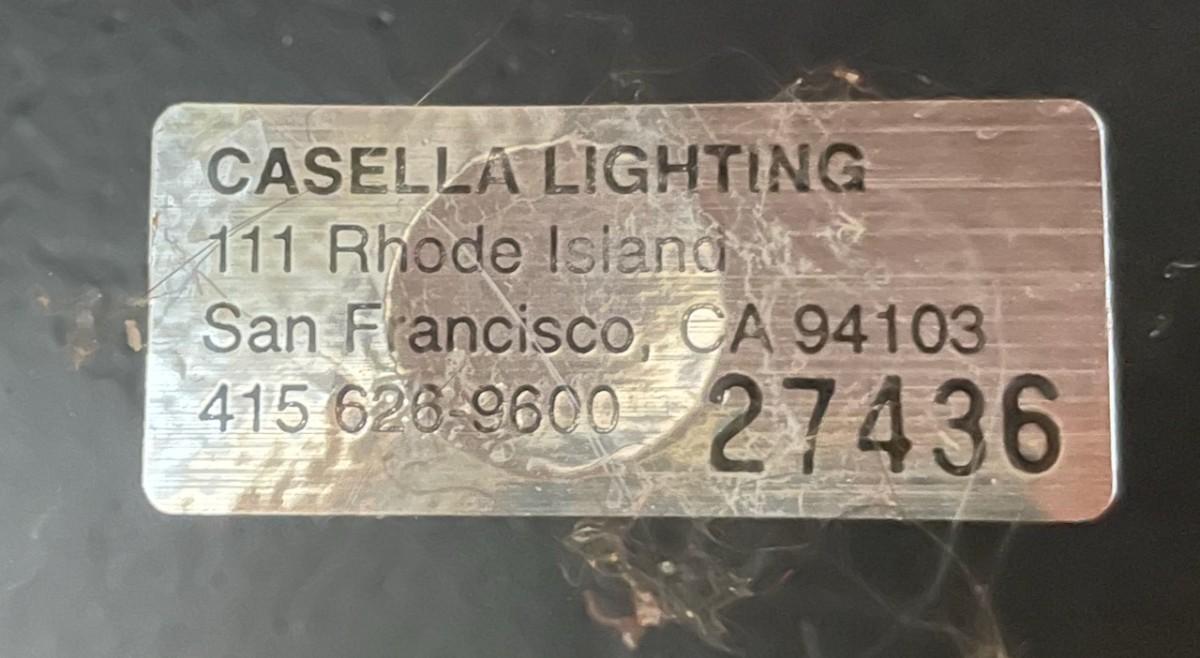 CASELLA LIGHTING
111 Rhode Island
San Francisco, CA 94103
415 626-9600 27436